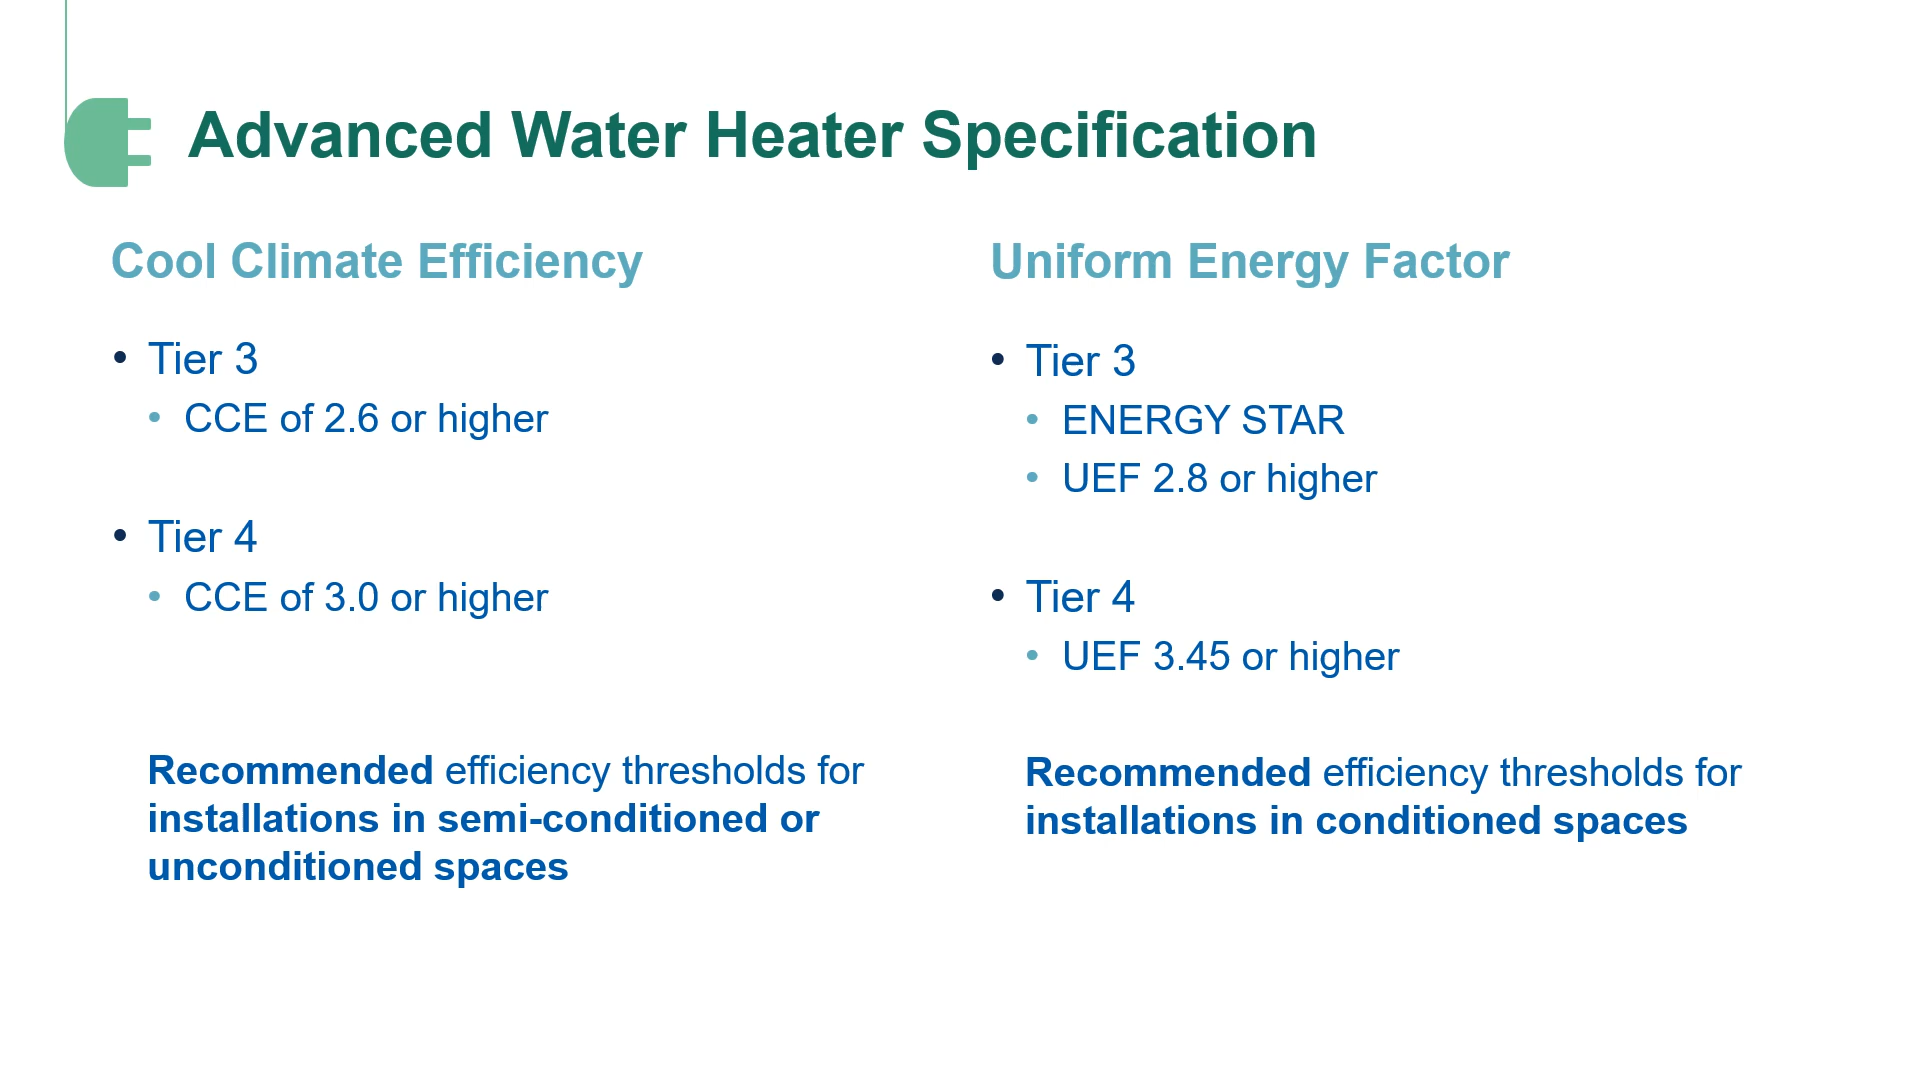 Advanced Water Heater Specification
Cool Climate Efficiency
• Tier 3
• CCE of 2.6 or higher
• Tier 4
• CCE of 3.0 or higher
Recommended efficiency thresholds for
installations in semi-conditioned or
unconditioned spaces
Uniform Energy Factor
• Tier 3
• ENERGY STAR
• UEF 2.8 or higher
• Tier 4
• UEF 3.45 or higher
Recommended efficiency thresholds for
installations in conditioned spaces